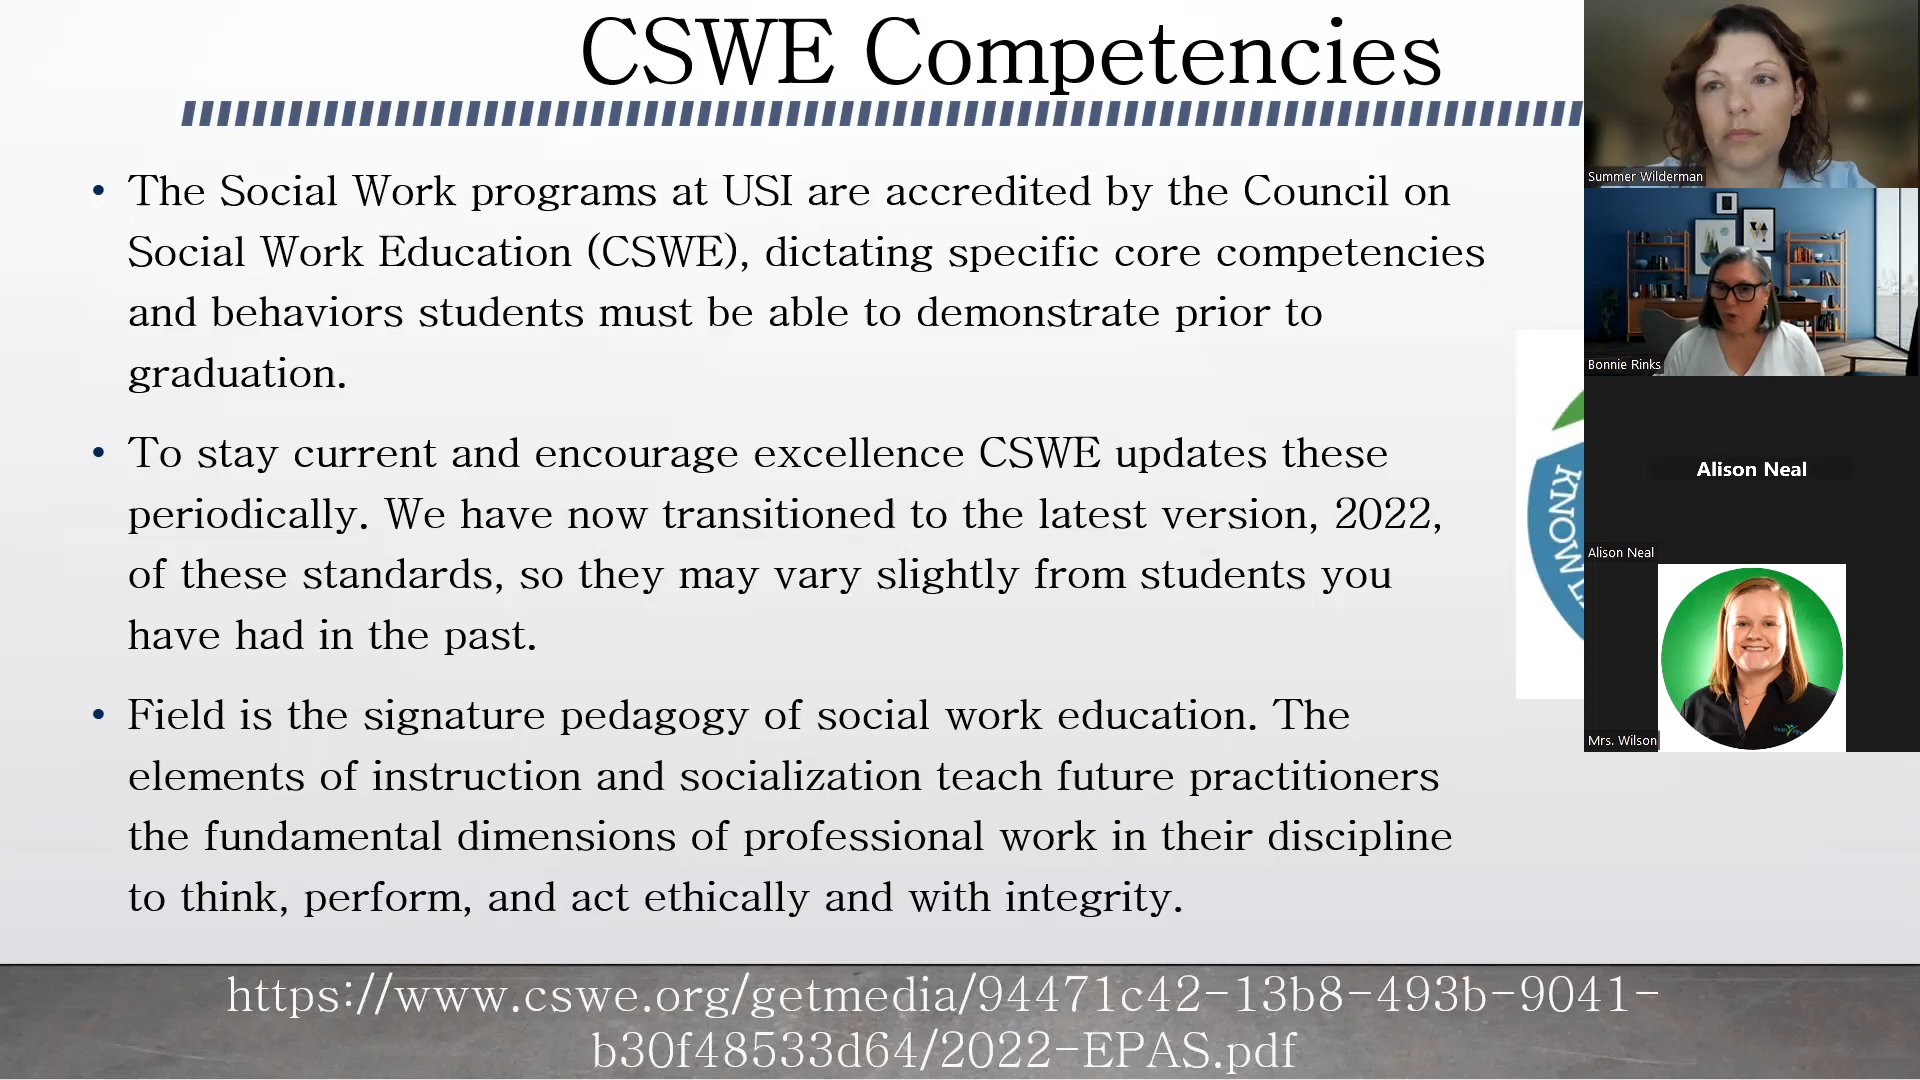 CSWE Competencies
• The Social Work programs at USI are accredited by the Council on
Social Work Education (CSWE), dictating specific core competencies
and behaviors students must be able to demonstrate prior to
graduation.
• To stay current and encourage excellence CSWE updates these
periodically. We have now transitioned to the latest version, 2022,
of these standards, so they may vary slightly from students you
have had in the past.
• Field is the signature pedagogy of social work education. The
elements of instruction and socialization teach future practitioners
the fundamental dimensions of professional work in their discipline
to think, perform, and act ethically and with integrity.
https://www.cswe.org/getmedia/94471c42-13b8-493b-9041-
b30f48533d64/2022-EPAS.pdf
Summer Wilderman
Bonnie Rinks
Alison Neal
Alison Neal
Mrs. Wilson